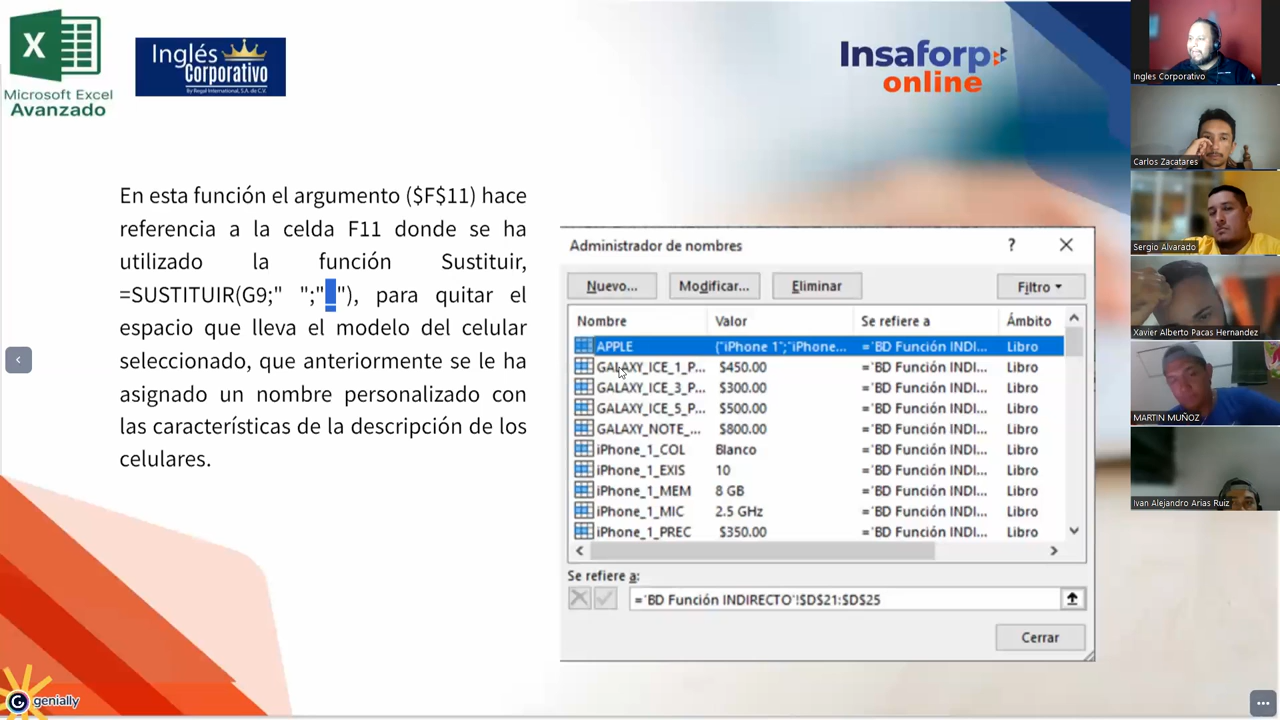 Microsoft Excel
Avanzado
Inglés
Corporativo
By Regal International, S.A. de C.V.
Insaforp
online
En esta función el argumento ($F$11) hace
referencia a la celda F11 donde se ha
utilizado la función Sustituir,
=SUSTITUIR(G9;" ";"_"), para quitar el
espacio que lleva el modelo del celular
seleccionado, que anteriormente se le ha
asignado un nombre personalizado con
las características de la descripción de los
celulares.
Administrador de nombres
Nuevo... Modificar... Eliminar Filtro
Nombre Valor Se refiere a Ámbito
APPLE {"iPhone 1";"iPhone... ='BD Función INDI... Libro
GALAXY_ICE_1_P... $450.00 ='BD Función INDI... Libro
GALAXY_ICE_3_P... $300.00 ='BD Función INDI... Libro
GALAXY_ICE_5_P... $500.00 ='BD Función INDI... Libro
GALAXY_NOTE_... $800.00 ='BD Función INDI... Libro
iPhone_1_COL Blanco ='BD Función INDI... Libro
iPhone_1_EXIS 10 ='BD Función INDI... Libro
iPhone_1_MEM 8 GB ='BD Función INDI... Libro
iPhone_1_MIC 2.5 GHz ='BD Función INDI... Libro
iPhone_1_PREC $350.00 ='BD Función INDI... Libro
Se refiere a:
='BD Función INDIRECTO'!$D$21:$D$25
Cerrar
genially
Ingles Corporativo
Carlos Zacatares
Sergio Alvarado
Xavier Alberto Pacas Hernandez
MARTIN MUÑOZ
Ivan Alejandro Arias Ruiz